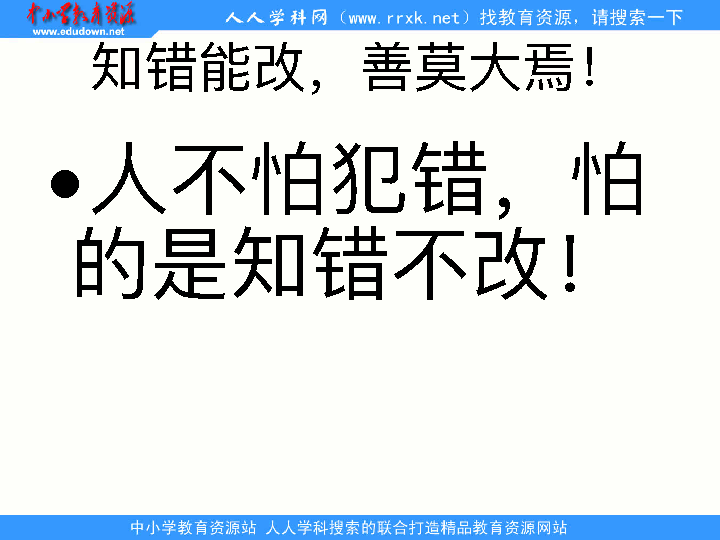 中小学教育资源
www.edudown.net
人人学科网（www.rrxk.net）找教育资源，请搜索一下
知错能改，善莫大焉！
•人不怕犯错，怕
的是知错不改！
中小学教育资源站 人人学科搜索的联合打造精品教育资源网站